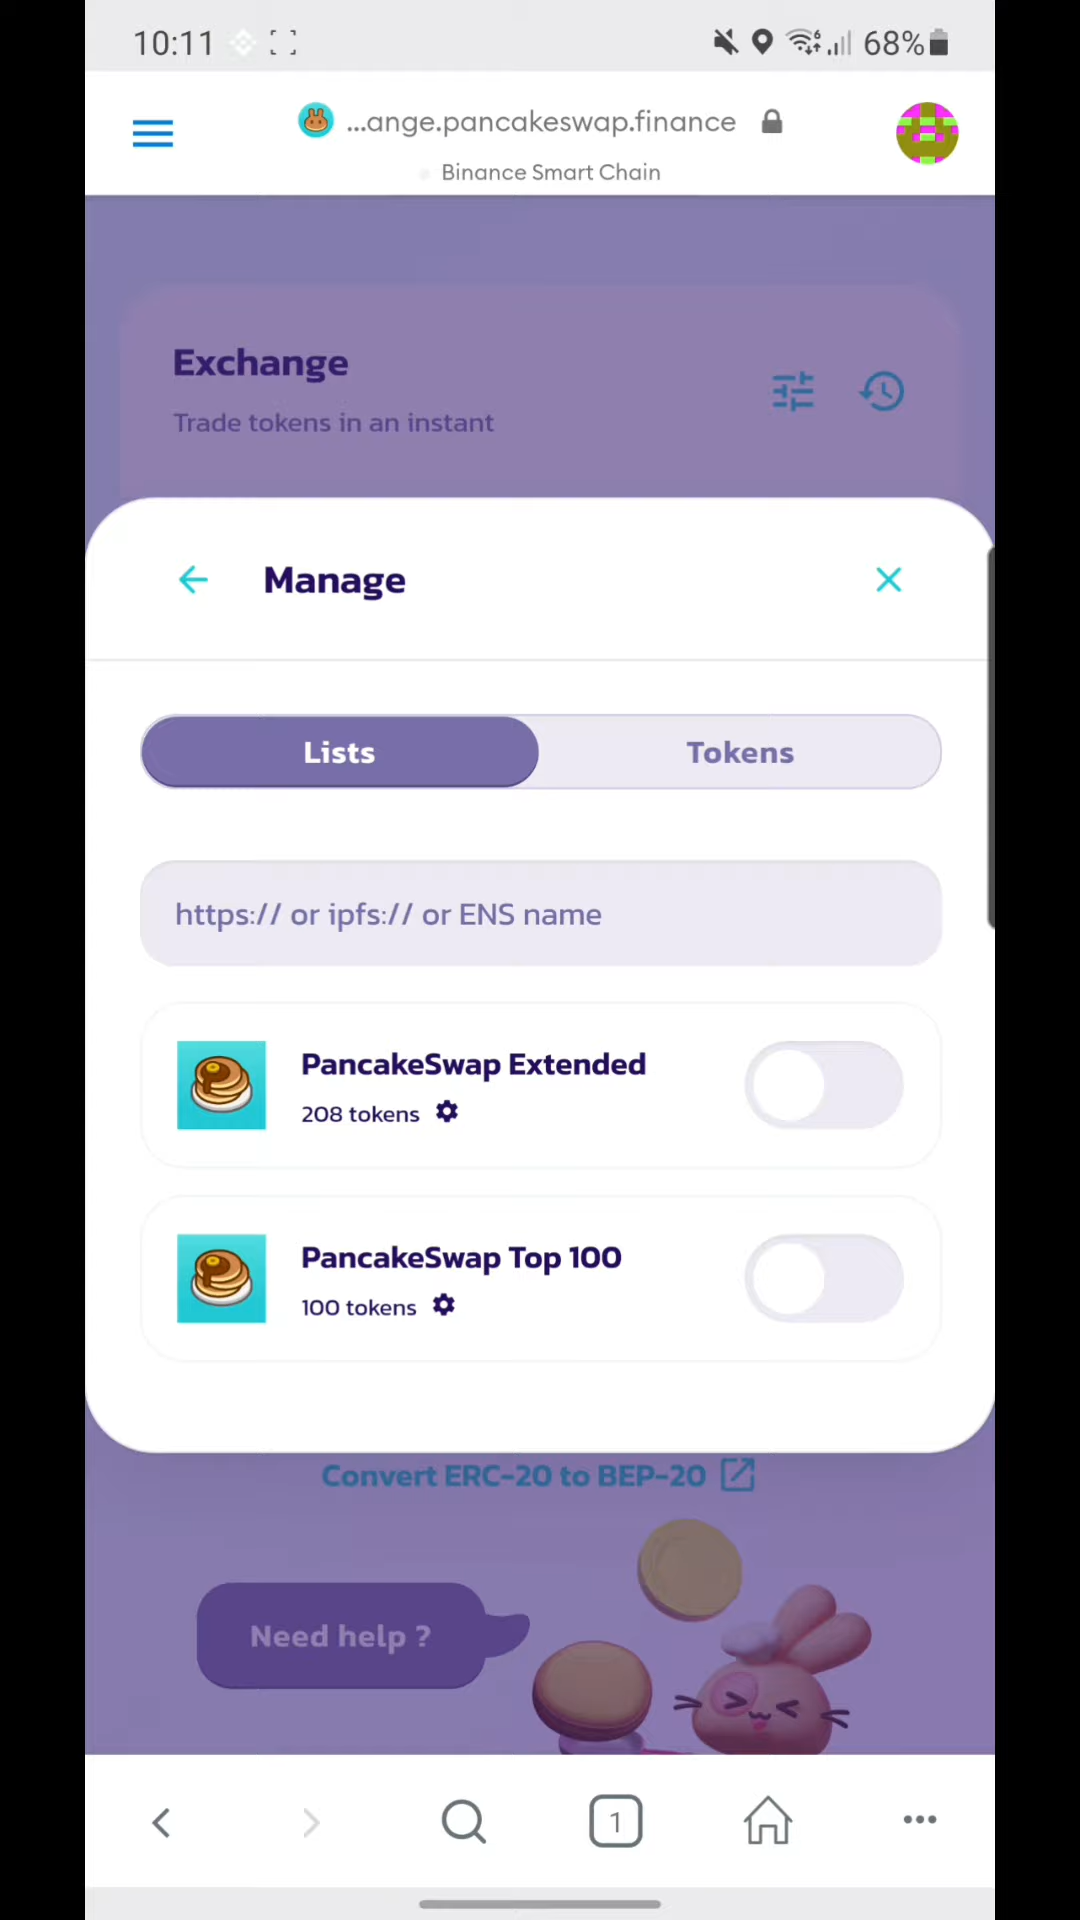 10:11
68%
...ange.pancakeswap.finance
Binance Smart Chain
Exchange
Trade tokens in an instant
Manage
Lists
Tokens
https:// or ipfs:// or ENS name
PancakeSwap Extended
208 tokens
PancakeSwap Top 100
100 tokens
Convert ERC-20 to BEP-20
Need help ?
1